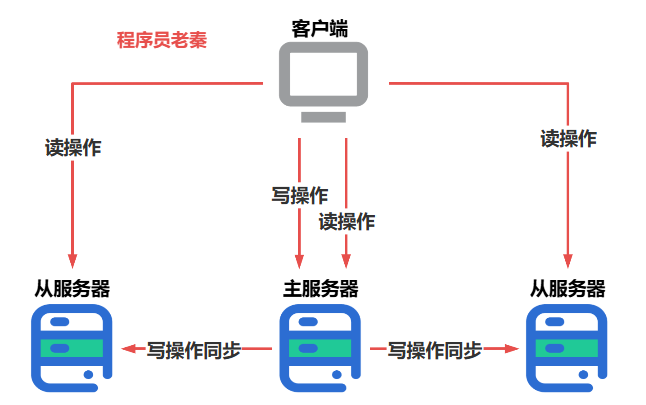 客户端
程序员老秦
读操作
读操作
写操作
读操作
从服务器
主服务器
从服务器
写操作同步
写操作同步